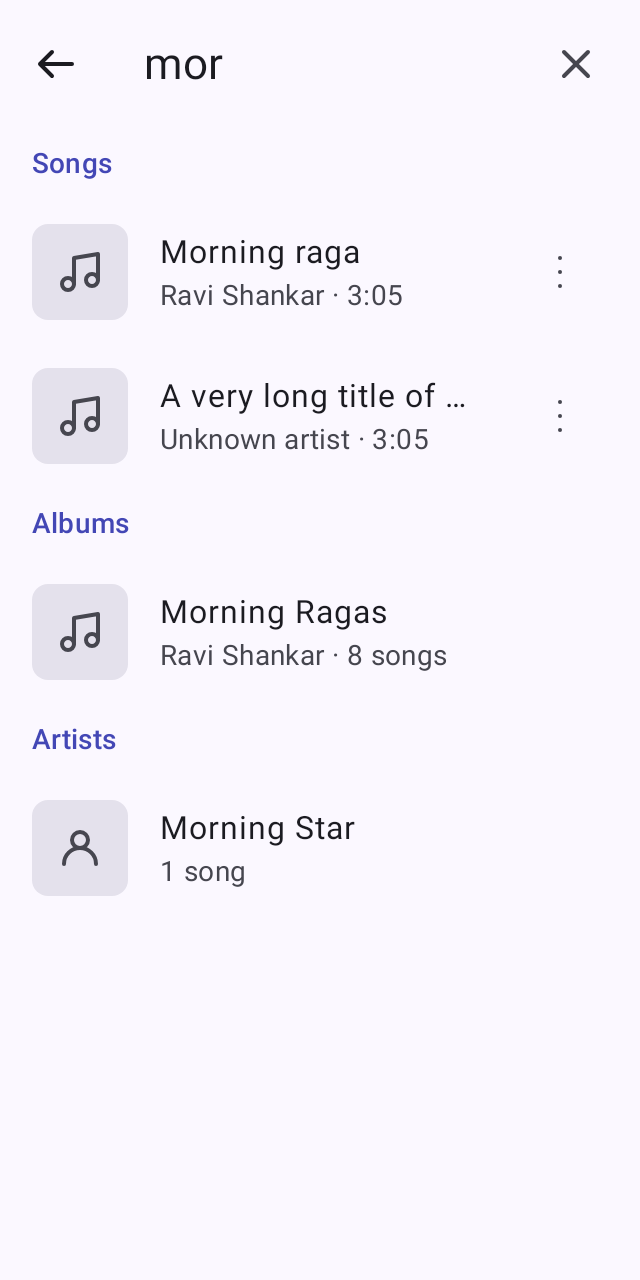 mor
Songs
Morning raga
Ravi Shankar · 3:05
A very long title of …
Unknown artist · 3:05
Albums
Morning Ragas
Ravi Shankar · 8 songs
Artists
Morning Star
1 song